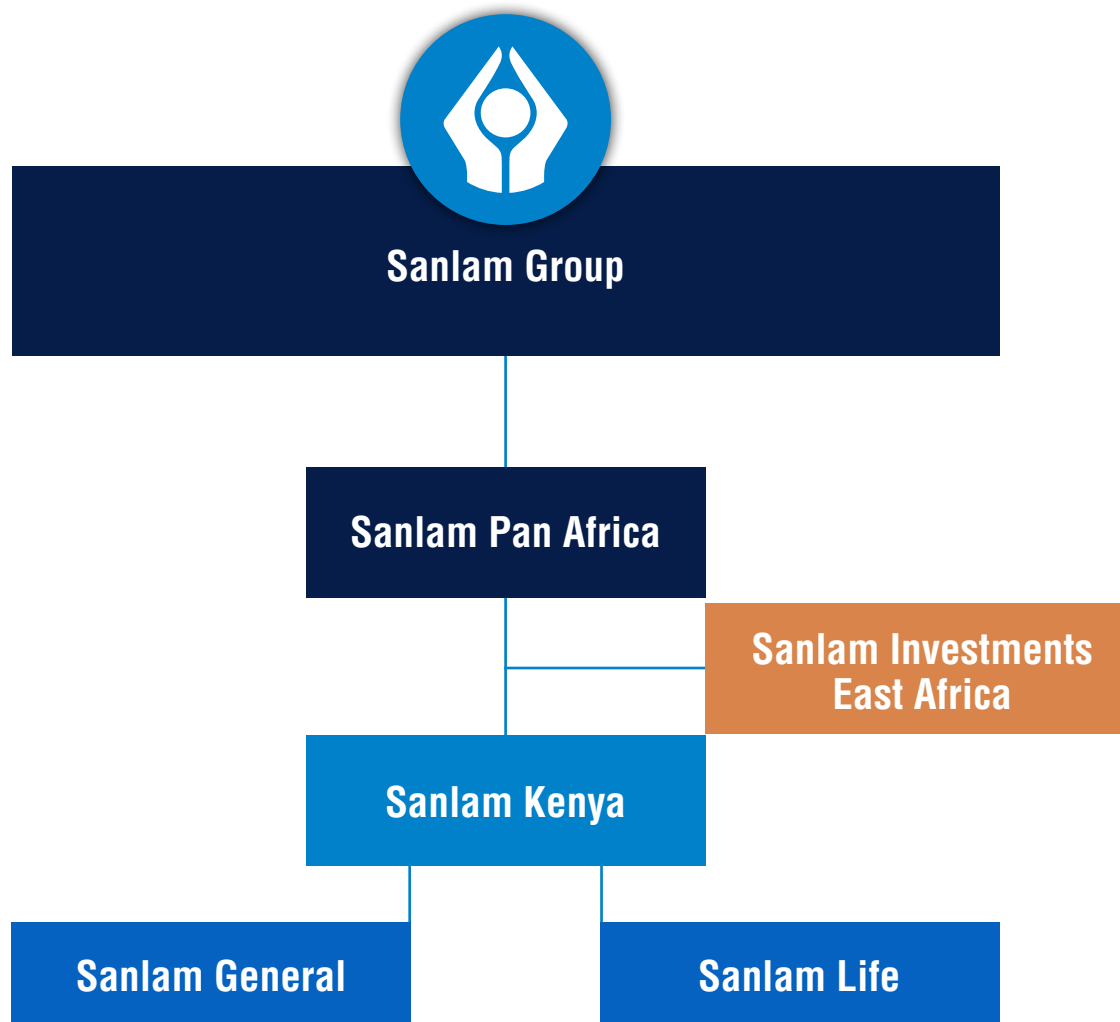 Sanlam Group
Sanlam Pan Africa
Sanlam Investments
East Africa
Sanlam Kenya
Sanlam General
Sanlam Life